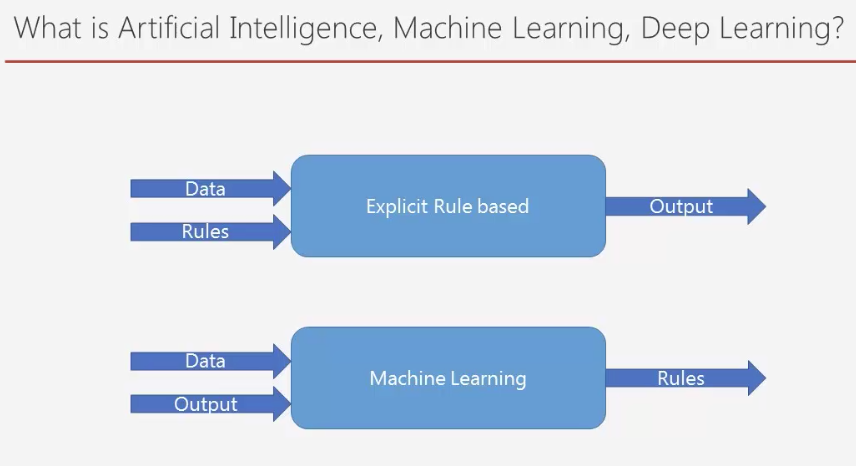 What is Artificial Intelligence, Machine Learning, Deep Learning?
Data
Rules
Explicit Rule based
Output
Data
Output
Machine Learning
Rules